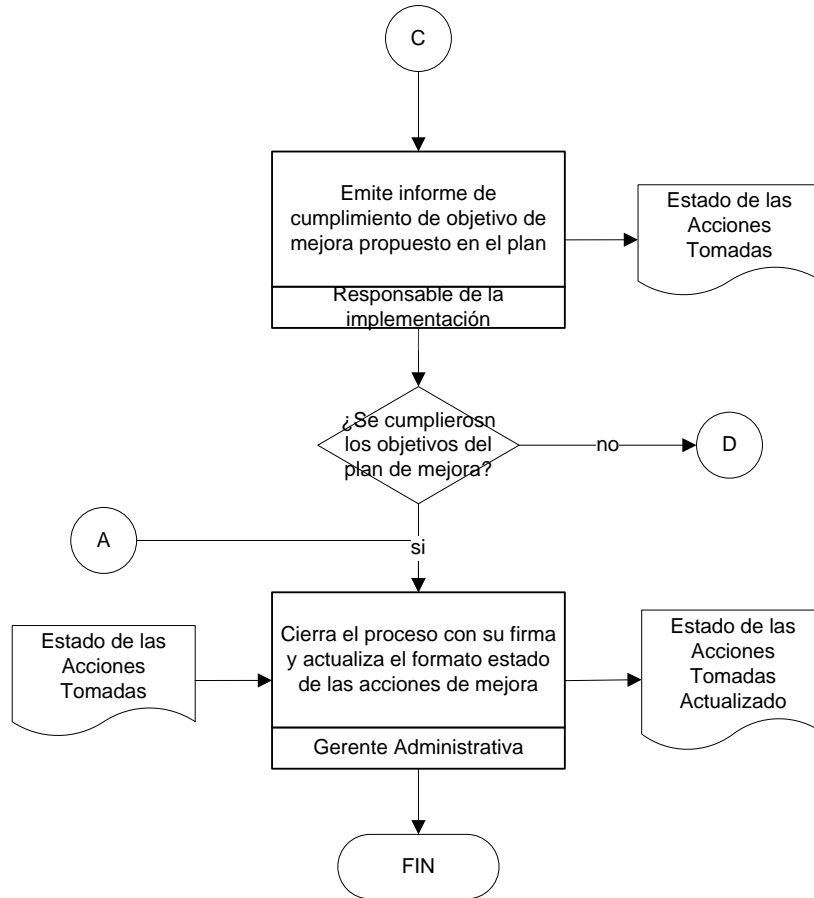 C
Emite informe de
cumplimiento de objetivo de
mejora propuesto en el plan
Responsable de la
implementación
Estado de las
Acciones
Tomadas
¿Se cumplierosn
los objetivos del
plan de mejora?
no
D
A
si
Estado de las
Acciones
Tomadas
Cierra el proceso con su firma
y actualiza el formato estado
de las acciones de mejora
Gerente Administrativa
Estado de las
Acciones
Tomadas
Actualizado
FIN